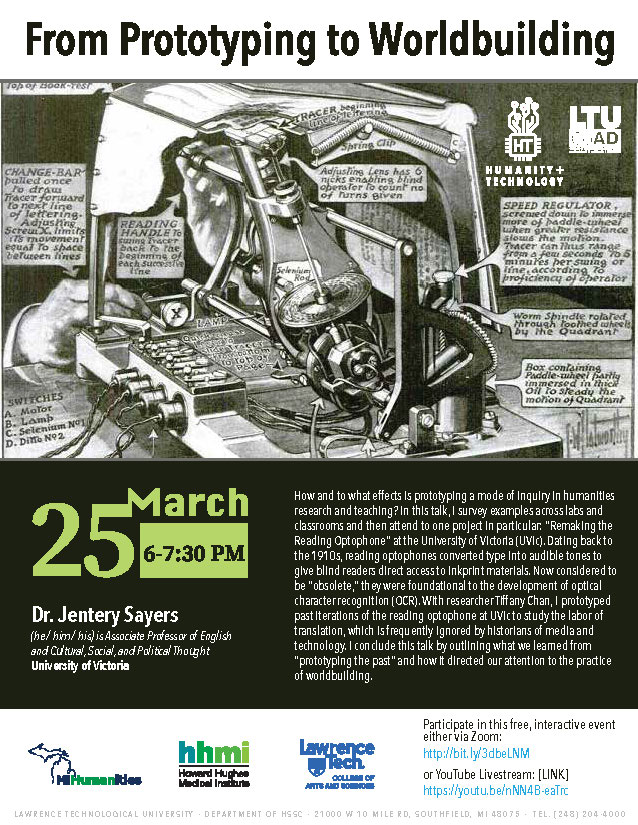 From Prototyping to Worldbuilding
Top of Book-rest
TRACER beginning
line of lettering
Spring Clip
HT
HUMANITY+
TECHNOLOGY
LTU
Adjusting Lens has 6
nicks enabling blind
operator to count no
of turns given
CHANGE-BAR
pulled once
to draw
Tracer forward
to next line
of lettering.
Adjusting
Screw X, limits
its movement
equal to space
between lines
READING
HANDLE to
swing Tracer
back to the
beginning of
each successive
line
SPEED REGULATOR,
screwed down to immerse
more of paddle-wheel
when greater resistance
slows the motion.
Tracer can thus range
from a few seconds to 5
minutes per swing or
line, according to
proficiency of operator
Selenium
Rod
X
LAMP
Worm Spindle rotated
through toothed wheels
by the Quadrant
Box containing
Paddle-wheel partly
immersed in thick
Oil to steady the
motion of Quadrant
SWITCHES
A. Motor
B. Lamp
C. Selenium Nº1
D. Ditto Nº2
25 March
6-7:30 PM
Dr. Jentery Sayers
(he / him / his) is Associate Professor of English
and Cultural, Social, and Political Thought
University of Victoria
How and to what effects is prototyping a mode of inquiry in humanities
research and teaching? In this talk, I survey examples across labs and
classrooms and then attend to one project in particular: "Remaking the
Reading Optophone" at the University of Victoria (UVic). Dating back to
the 1910s, reading optophones converted type into audible tones to
give blind readers direct access to inkprint materials. Now considered to
be "obsolete," they were foundational to the development of optical
character recognition (OCR). With researcher Tiffany Chan, I prototyped
past iterations of the reading optophone at UVic to study the labor of
translation, which is frequently ignored by historians of media and
technology. I conclude this talk by outlining what we learned from
"prototyping the past" and how it directed our attention to the practice
of worldbuilding.
MiHumanities
hhmi
Howard Hughes
Medical Institute
Lawrence
Tech
COLLEGE OF
ARTS AND SCIENCES
Participate in this free, interactive event
either via Zoom:
http://bit.ly/3dbeLNM
or YouTube Livestream: [LINK]
https://youtu.be/nNN4B-eaTrc
LAWRENCE TECHNOLOGICAL UNIVERSITY - DEPARTMENT OF HSSC - 21000 W 10 MILE RD, SOUTHFIELD, MI 48075 - TEL. (248) 204-4000